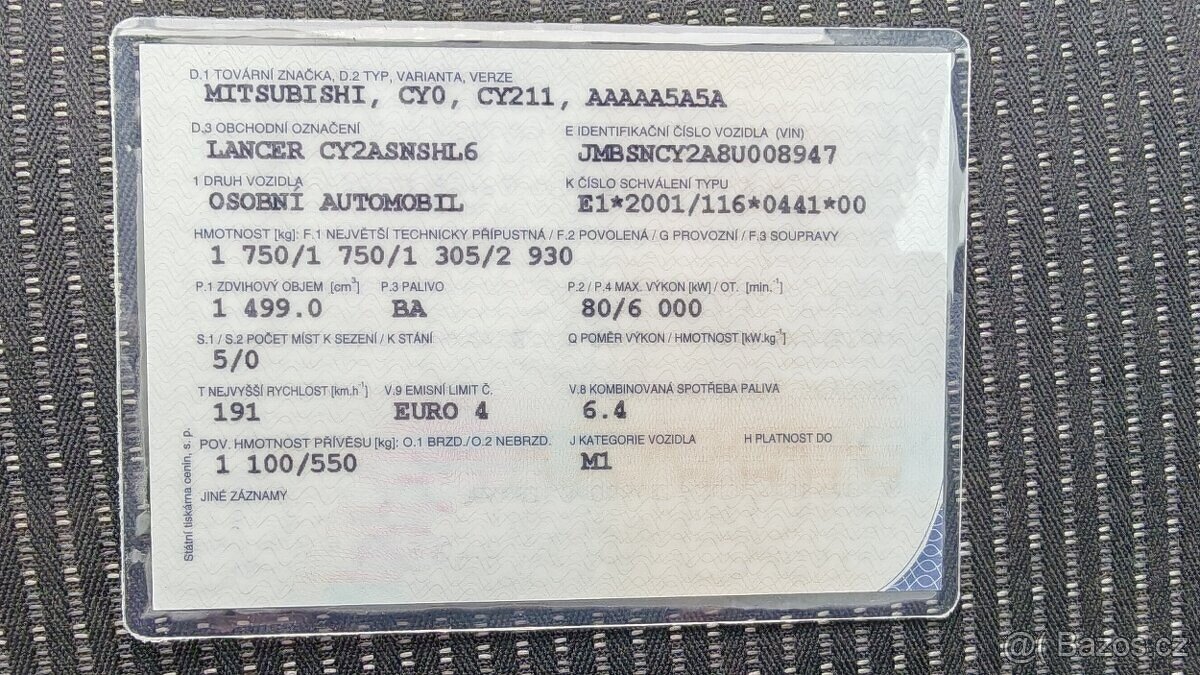 D.1 TOVÁRNÍ ZNAČKA, D.2 TYP, VARIANTA, VERZE
MITSUBISHI, CY0, CY211, AAAAA5A5A
D.3 OBCHODNÍ OZNAČENÍ E IDENTIFIKAČNÍ ČÍSLO VOZIDLA (VIN)
LANCER CY2ASNSHL6 JMBSNCY2A8U008947
1 DRUH VOZIDLA K ČÍSLO SCHVÁLENÍ TYPU
OSOBNÍ AUTOMOBIL E1*2001/116*0441*00
HMOTNOST [kg]: F.1 NEJVĚTŠÍ TECHNICKY PŘÍPUSTNÁ / F.2 POVOLENÁ / G PROVOZNÍ / F.3 SOUPRAVY
1 750/1 750/1 305/2 930
P.1 ZDVIHOVÝ OBJEM [cm³] P.3 PALIVO P.2 / P.4 MAX. VÝKON [kW] / OT. [min.⁻¹]
1 499.0 BA 80/6 000
S.1 / S.2 POČET MÍST K SEZENÍ / K STÁNÍ Q POMĚR VÝKON / HMOTNOST [kW.kg⁻¹]
5/0
T NEJVYŠŠÍ RYCHLOST [km.h⁻¹] V.9 EMISNÍ LIMIT Č. V.8 KOMBINOVANÁ SPOTŘEBA PALIVA
191 EURO 4 6.4
POV. HMOTNOST PŘÍVĚSU [kg]: O.1 BRZD./O.2 NEBRZD. J KATEGORIE VOZIDLA H PLATNOST DO
1 100/550 M1
JINÉ ZÁZNAMY
Státní tiskárna cenin, s. p.
@t Bazos.cz